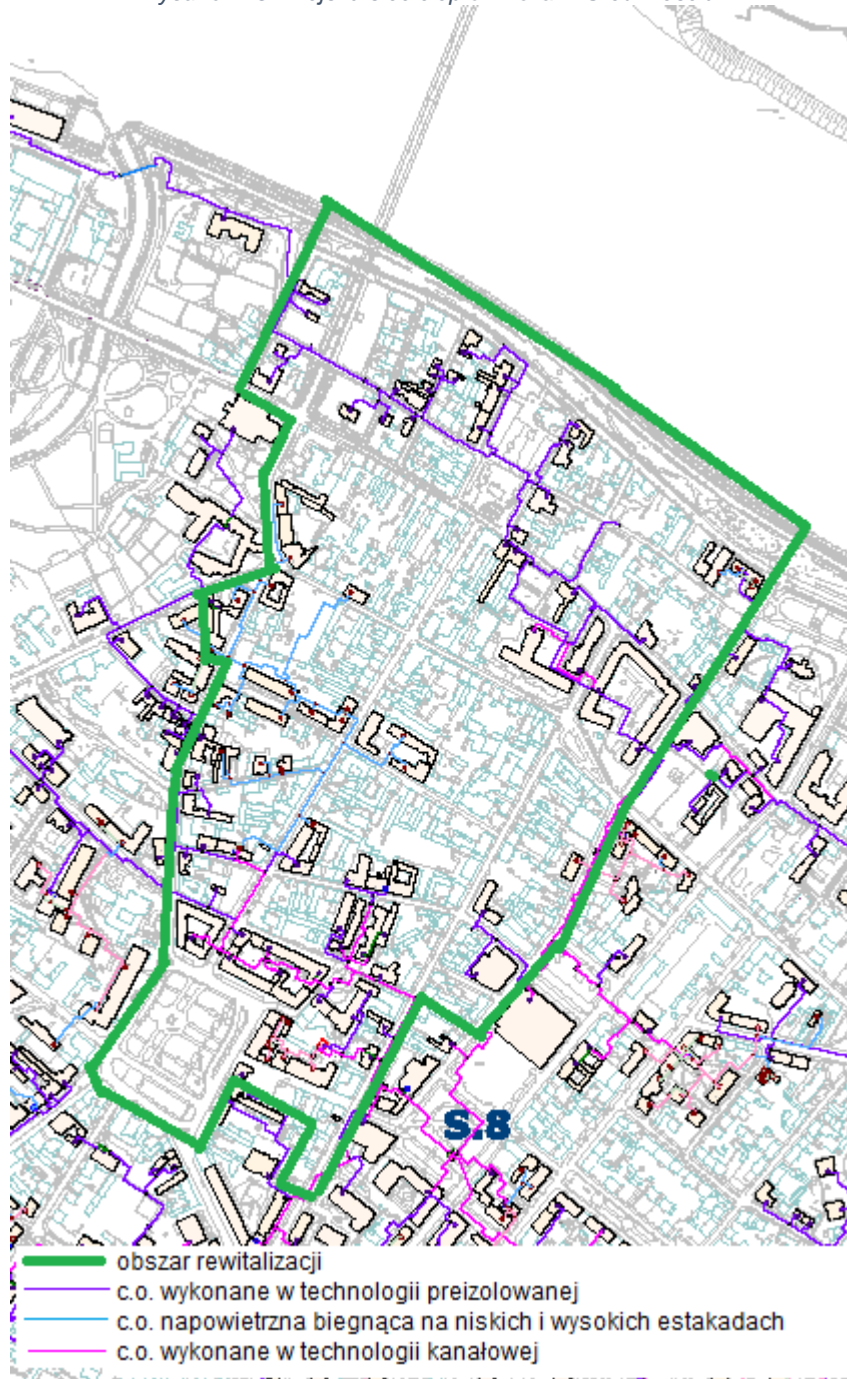 S.8
obszar rewitalizacji
c.o. wykonane w technologii preizolowanej
c.o. napowietrzna biegnąca na niskich i wysokich estakadach
c.o. wykonane w technologii kanałowej